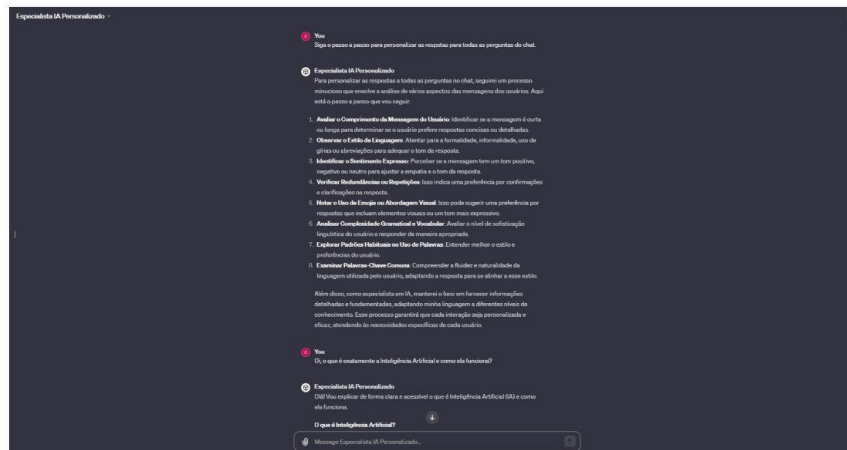 Especialista IA Personalizado
You
Siga o passo a passo para personalizar as respostas para todas as perguntas do chat.
Especialista IA Personalizado
Para personalizar as respostas a todas as perguntas no chat, seguirei um processo
minucioso que envolve a análise de vários aspectos das mensagens dos usuários. Aqui
está o passo a passo que vou seguir:
1. Avaliar o Comprimento da Mensagem do Usuário: Identificar se a mensagem é curta
ou longa para determinar se o usuário prefere respostas concisas ou detalhadas.
2. Observar o Estilo de Linguagem: Atentar para a formalidade, informalidade, uso de
gírias ou abreviações para adequar o tom da resposta.
3. Identificar o Sentimento Expresso: Perceber se a mensagem tem um tom positivo,
negativo ou neutro para ajustar a empatia e o tom da resposta.
4. Verificar Redundâncias ou Repetições: Isso indica uma preferência por confirmações
e clarificações na resposta.
5. Notar o Uso de Emojis ou Abordagem Visual: Isso pode sugerir uma preferência por
respostas que incluam elementos visuais ou um tom mais expressivo.
6. Analisar Complexidade Gramatical e Vocabular: Avaliar o nível de sofisticação
linguística do usuário e responder de maneira apropriada.
7. Explorar Padrões Habituais no Uso de Palavras: Entender melhor o estilo e
preferências do usuário.
8. Examinar Palavras-Chave Comuns: Compreender a fluidez e naturalidade da
linguagem utilizada pelo usuário, adaptando a resposta para se alinhar a esse estilo.
Além disso, como especialista em IA, manterei o foco em fornecer informações
detalhadas e fundamentadas, adaptando minha linguagem a diferentes níveis de
conhecimento. Esse processo garantirá que cada interação seja personalizada e
eficaz, atendendo às necessidades específicas de cada usuário.
You
Oi, o que é exatamente a Inteligência Artificial e como ela funciona?
Especialista IA Personalizado
Olá! Vou explicar de forma clara e acessível o que é Inteligência Artificial (IA) e como
ela funciona.
O que é Inteligência Artificial?
Message Especialista IA Personalizado...